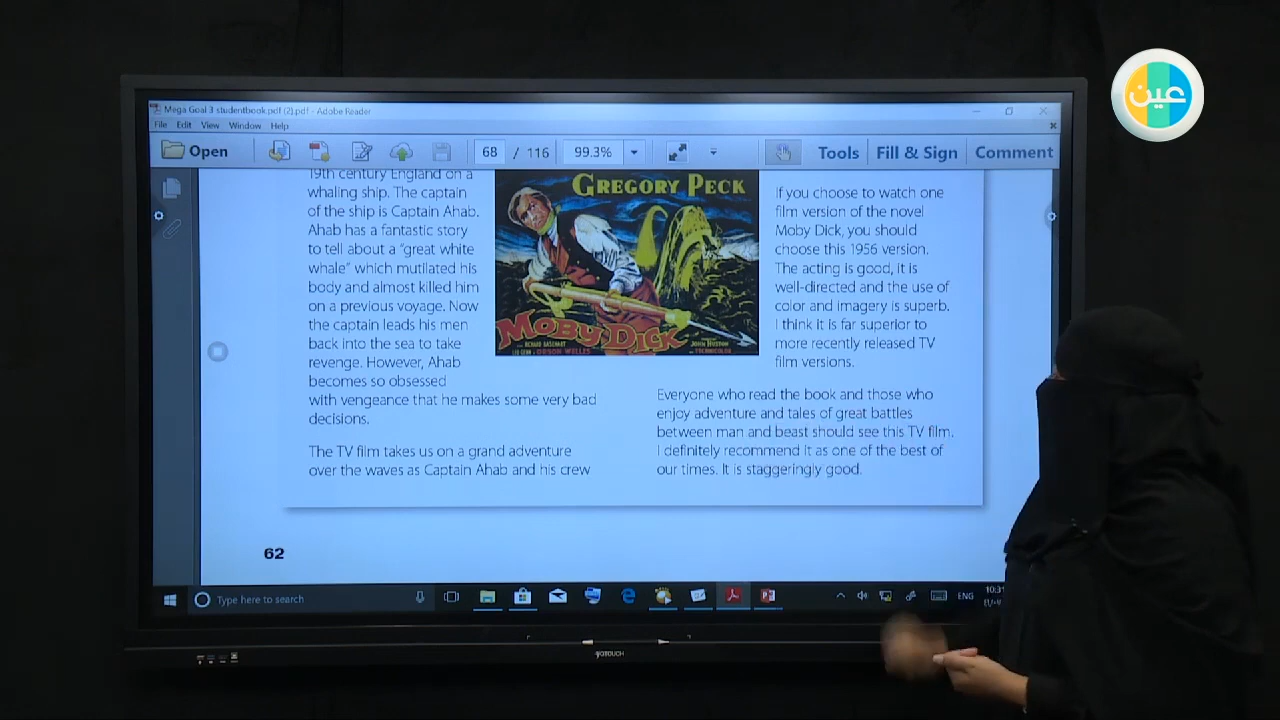 عين
Mega Goal 3 studentbook.pdf (2).pdf - Adobe Reader
File Edit View Window Help
Open 68 / 116 99.3% Tools Fill & Sign Comment
19th century England on a
whaling ship. The captain
of the ship is Captain Ahab.
Ahab has a fantastic story
to tell about a "great white
whale" which mutilated his
body and almost killed him
on a previous voyage. Now
the captain leads his men
back into the sea to take
revenge. However, Ahab
becomes so obsessed
with vengeance that he makes some very bad
decisions.
The TV film takes us on a grand adventure
over the waves as Captain Ahab and his crew
GREGORY PECK
MOBY DICK
RICHARD BASEHART
LEO GENN ORSON WELLES
JOHN HUSTON
TECHNICOLOR
If you choose to watch one
film version of the novel
Moby Dick, you should
choose this 1956 version.
The acting is good, it is
well-directed and the use of
color and imagery is superb.
I think it is far superior to
more recently released TV
film versions.
Everyone who read the book and those who
enjoy adventure and tales of great battles
between man and beast should see this TV film.
I definitely recommend it as one of the best of
our times. It is staggeringly good.
62
Type here to search
ENG
10:31
YOTOUCH